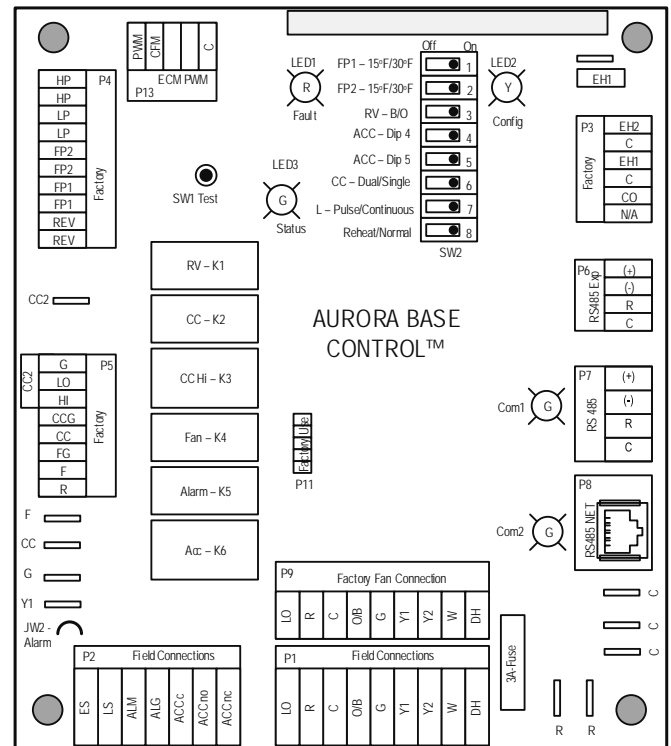 PWM
CFM
C
ECM PWM
P13
HP
HP
LP
LP
FP2
FP2
FP1
FP1
REV
REV
P4
Factory
SW1 Test
LED1
R
Fault
LED3
G
Status
Off On
FP1 – 15ºF/30ºF 1
FP2 – 15ºF/30ºF 2
RV – B/O 3
ACC – Dip 4 4
ACC – Dip 5 5
CC – Dual/Single 6
L – Pulse/Continuous 7
Reheat/Normal 8
SW2
LED2
Y
Config
EH1
P3
Factory
EH2
C
EH1
C
CO
N/A
P6
RS485 Exp
(+)
(-)
R
C
P7
RS 485
(+)
(-)
R
C
Com1
G
P8
RS485 NET
Com2
G
AURORA BASE
CONTROL™
CC2
RV – K1
CC – K2
CC Hi – K3
Fan – K4
Alarm – K5
Acc – K6
CC2
G
LO
HI
CCG
CC
FG
F
R
P5
Factory
Factory Use
P11
F
CC
G
Y1
JW2 -
Alarm
P9 Factory Fan Connection
LO R C O/B G Y1 Y2 W DH
P2 Field Connections
ES LS ALM ALG ACCc ACCno ACCnc
P1 Field Connections
LO R C O/B G Y1 Y2 W DH
3A-Fuse
C
C
C
R R